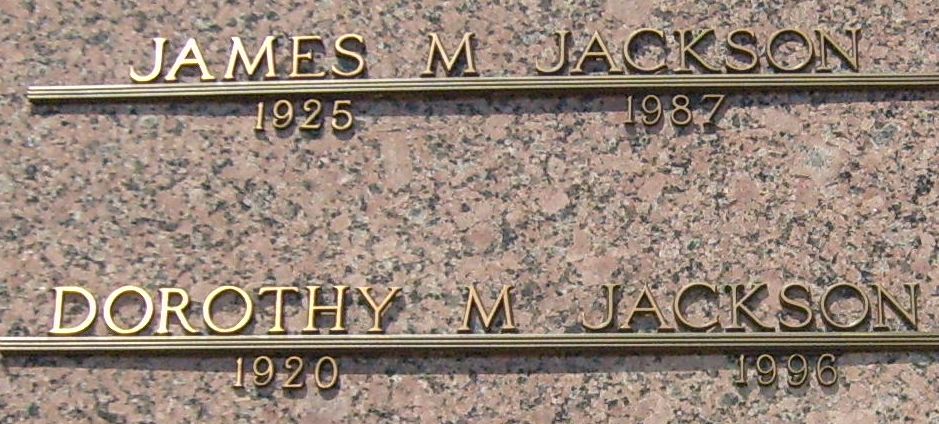 JAMES M JACKSON
1925 1987
DOROTHY M JACKSON
1920 1996